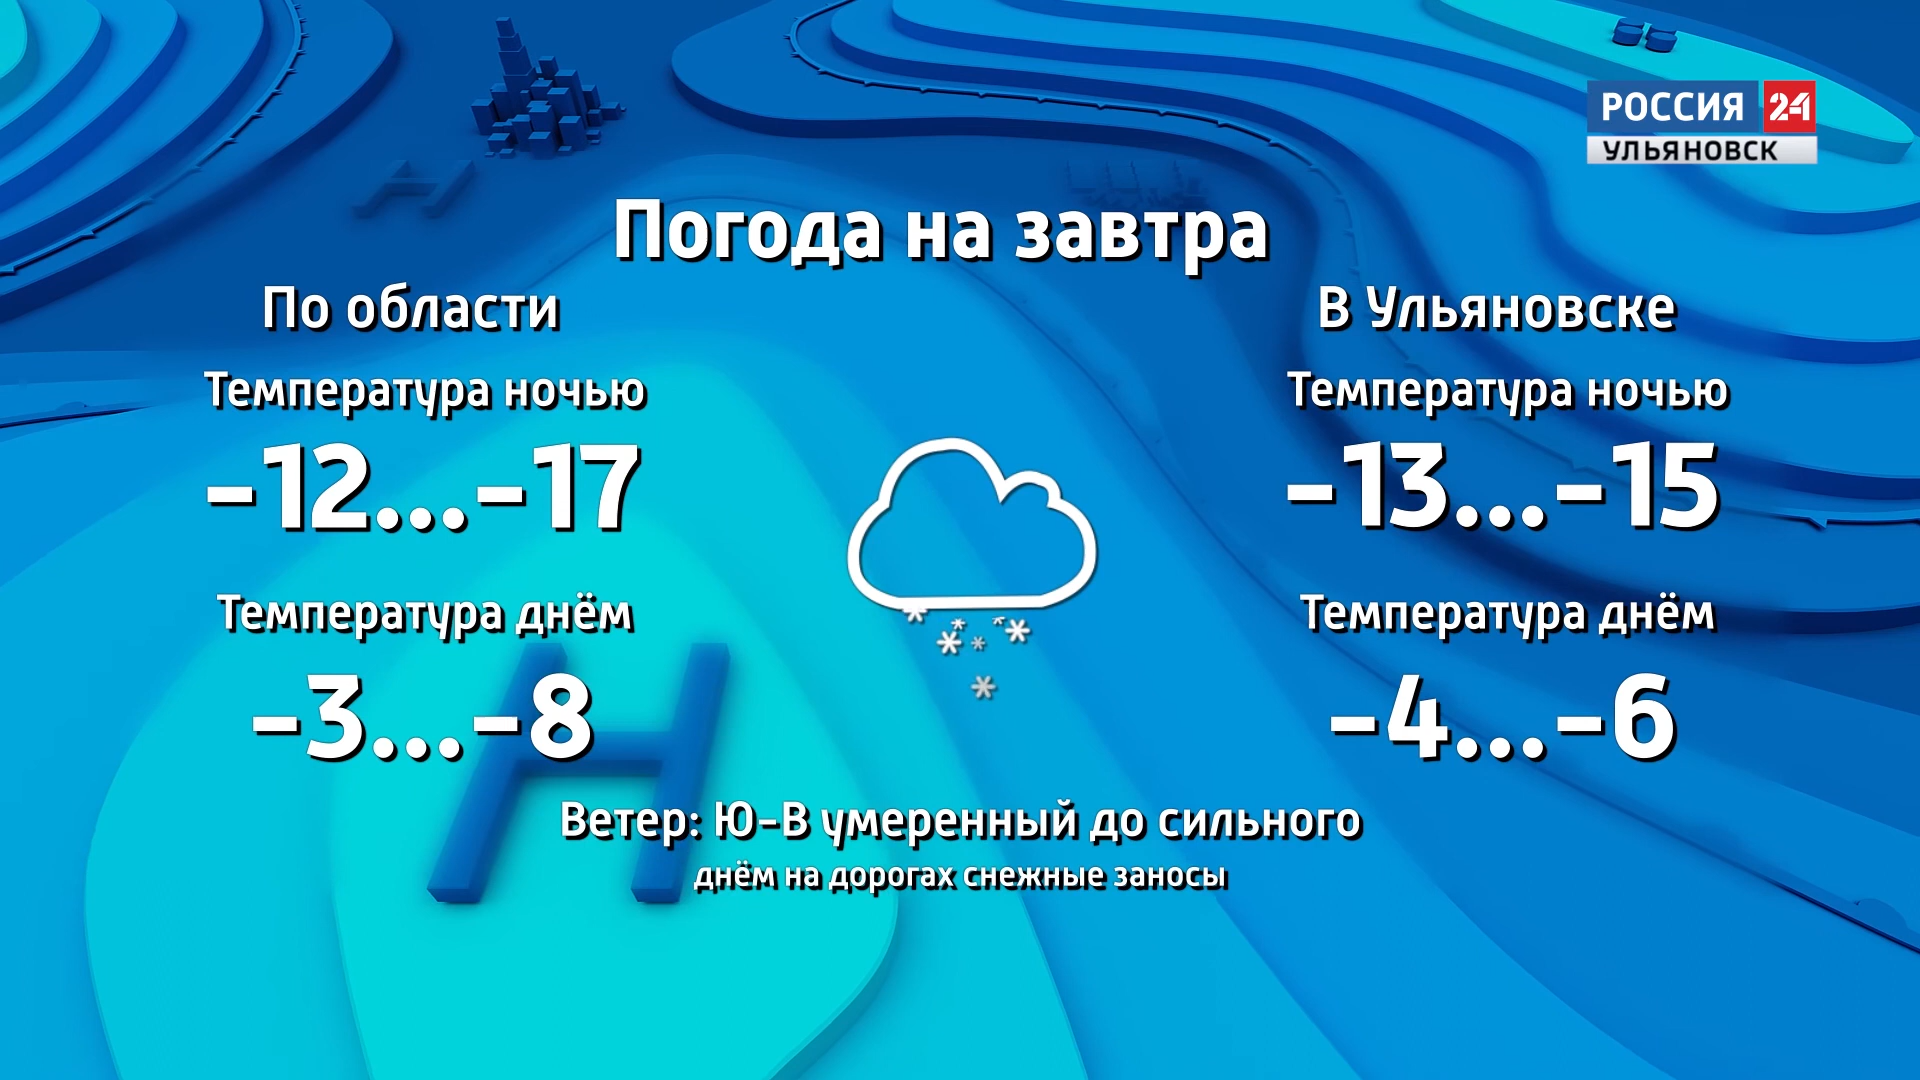 РОССИЯ 24
УЛЬЯНОВСК
Погода на завтра
По области
Температура ночью
-12...-17
Температура днём
-3...-8
В Ульяновске
Температура ночью
-13...-15
Температура днём
-4...-6
Ветер: Ю-В умеренный до сильного
днём на дорогах снежные заносы